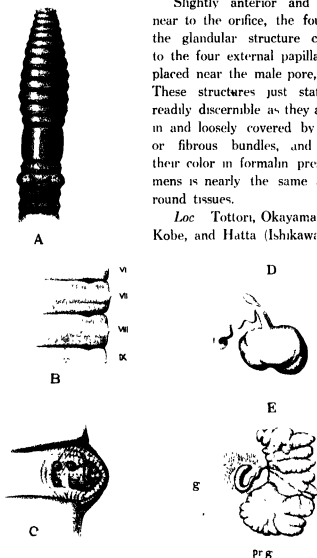 Slightly anterior and
near to the orifice, the fou
the glandular structure c
to the four external papilla
placed near the male pore,
These structures just stat
readily discernible as they a
in and loosely covered by
or fibrous bundles, and
their color in formalin pre
mens is nearly the same
round tissues.
Loc Tottori, Okayama
Kobe, and Hatta (Ishikaw
A
VI
VII
VIII
IX
B
D
E
C
g
pr g